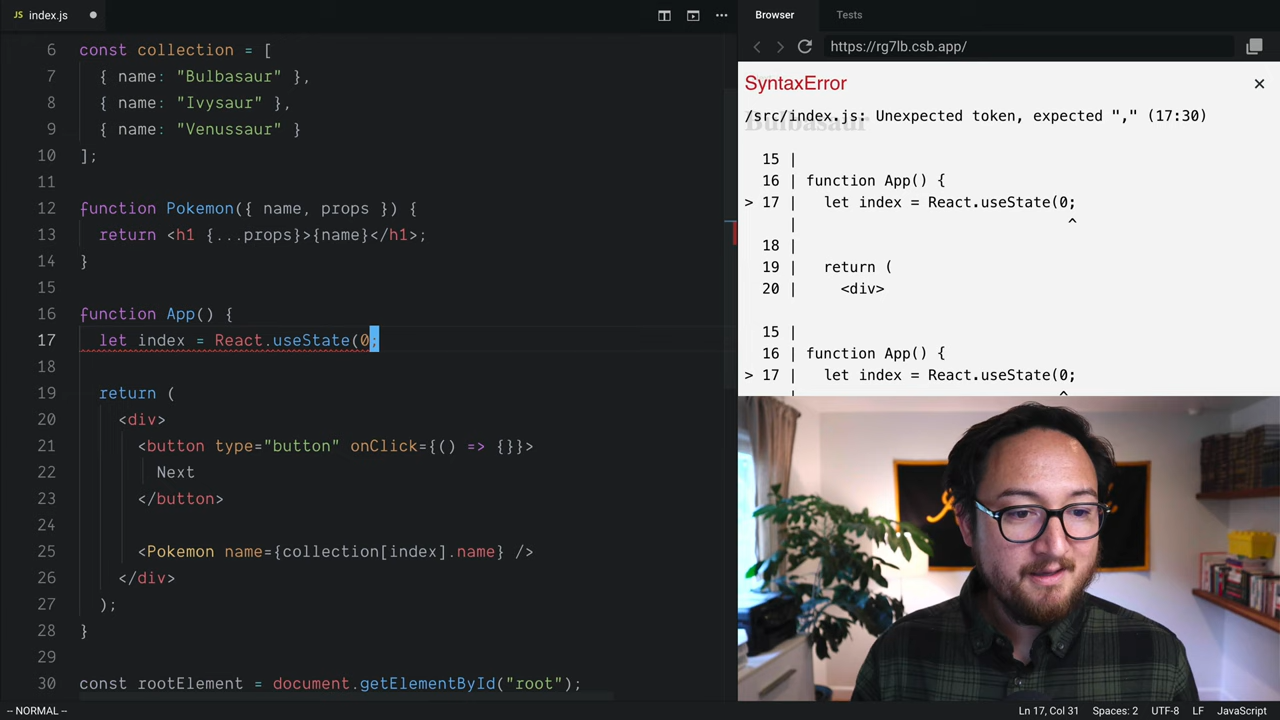 JS index.js
6 const collection = [
7 { name: "Bulbasaur" },
8 { name: "Ivysaur" },
9 { name: "Venussaur" }
10 ];
11
12 function Pokemon({ name, props }) {
13 return <h1 {...props}>{name}</h1>;
14 }
15
16 function App() {
17 let index = React.useState(0;
18
19 return (
20 <div>
21 <button type="button" onClick={() => {}}>
22 Next
23 </button>
24
25 <Pokemon name={collection[index].name} />
26 </div>
27 );
28 }
29
30 const rootElement = document.getElementById("root");
-- NORMAL --
Browser Tests
https://rg7lb.csb.app/
SyntaxError
Bulbasaur
/src/index.js: Unexpected token, expected "," (17:30)
15 |
16 | function App() {
> 17 | let index = React.useState(0;
| ^
18 |
19 | return (
20 | <div>
15 |
16 | function App() {
> 17 | let index = React.useState(0;
^
Ln 17, Col 31 Spaces: 2 UTF-8 LF JavaScript